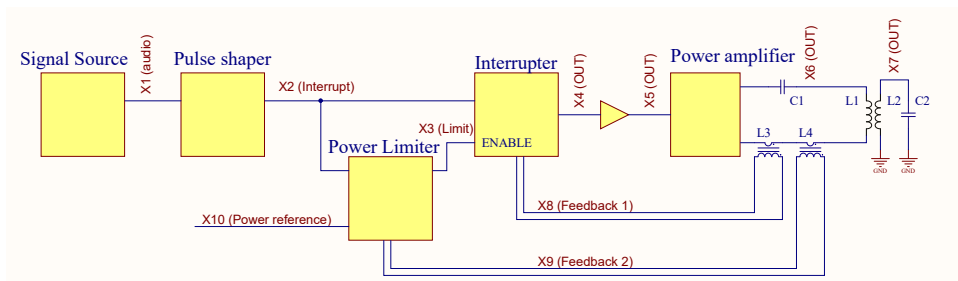 Signal Source
X1 (audio)
Pulse shaper
X2 (Interrupt)
Interrupter
X4 (OUT)
X5 (OUT)
Power amplifier
X6 (OUT)
X7 (OUT)
C1
L1
L2
C2
X3 (Limit)
ENABLE
L3
L4
Power Limiter
GND
GND
X10 (Power reference)
X8 (Feedback 1)
X9 (Feedback 2)